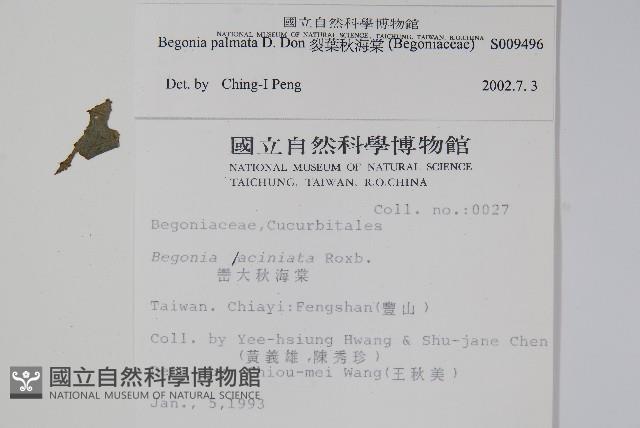 國立自然科學博物館
NATIONAL MUSEUM OF NATURAL SCIENCE, TAICHUNG, TAIWAN, R.O.CHINA
Begonia palmata D. Don 裂葉秋海棠 (Begoniaceae) S009496
Det. by Ching-I Peng 2002.7.3
國立自然科學博物館
NATIONAL MUSEUM OF NATURAL SCIENCE
TAICHUNG, TAIWAN, R.O.CHINA
Coll. no.:0027
Begoniaceae,Cucurbitales
Begonia laciniata Roxb.
巒大秋海棠
Taiwan. Chiayi:Fengshan(豐山)
Coll. by Yee-hsiung Hwang & Shu-jane Chen
(黃義雄,陳秀珍)
Chiou-mei Wang(王秋美)
Jan., 5,1993
國立自然科學博物館
NATIONAL MUSEUM OF NATURAL SCIENCE